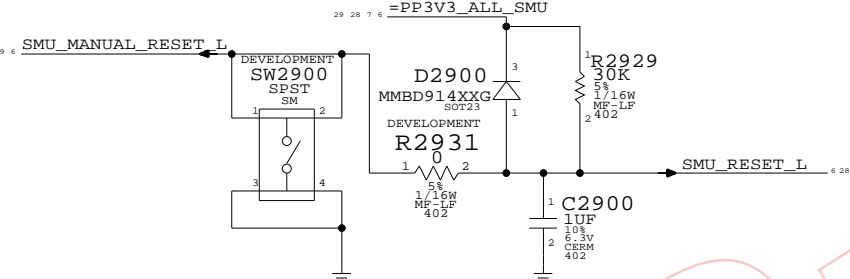 29 28 7 6 =PP3V3_ALL_SMU
9 6 SMU_MANUAL_RESET_L
DEVELOPMENT
SW2900
SPST
SM
1 2
3 4
D2900
MMBD914XXG
SOT23
3
1
1
R2929
30K
5%
1/16W
MF-LF
402
2
DEVELOPMENT
R2931
0
1 2
5%
1/16W
MF-LF
402
SMU_RESET_L 6 28
1
C2900
1UF
10%
6.3V
CERM
402
2